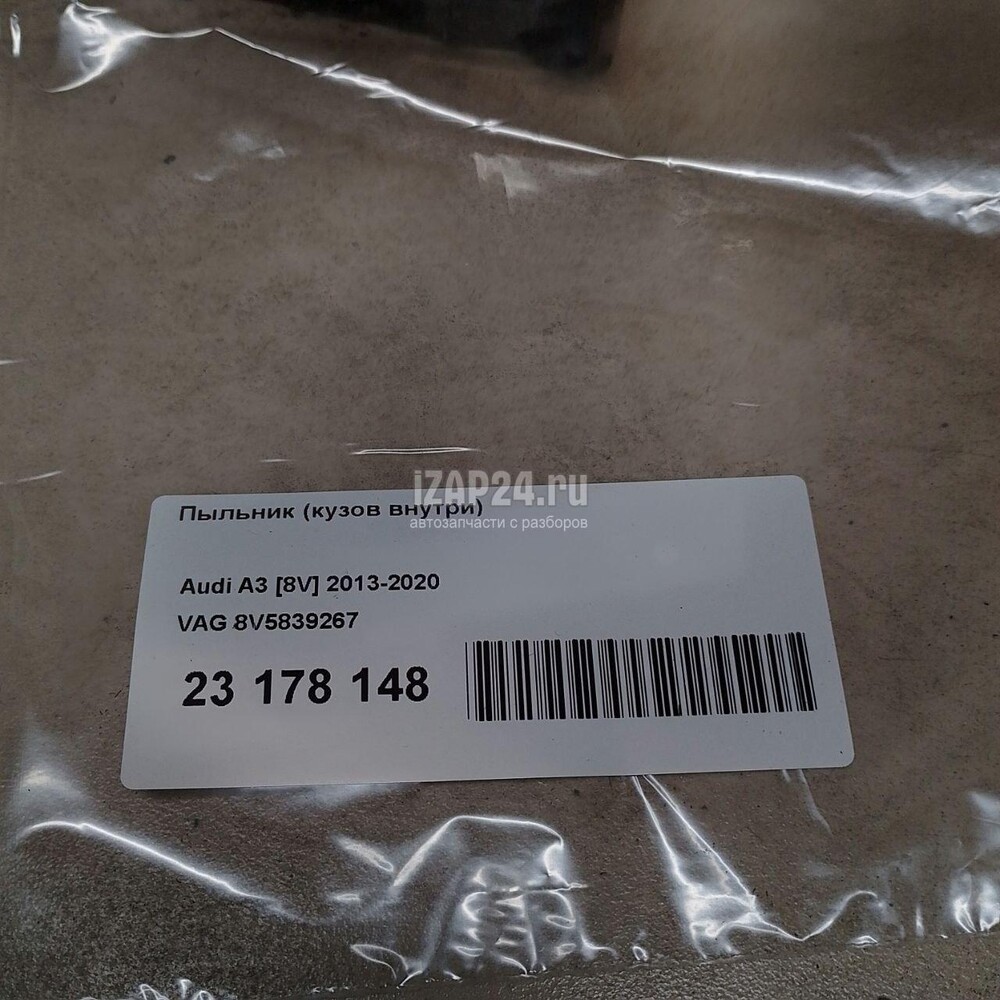 iZAP24.ru
Пыльник (кузов внутри)
автозапчасти с разборов
Audi A3 [8V] 2013-2020
VAG 8V5839267
23 178 148